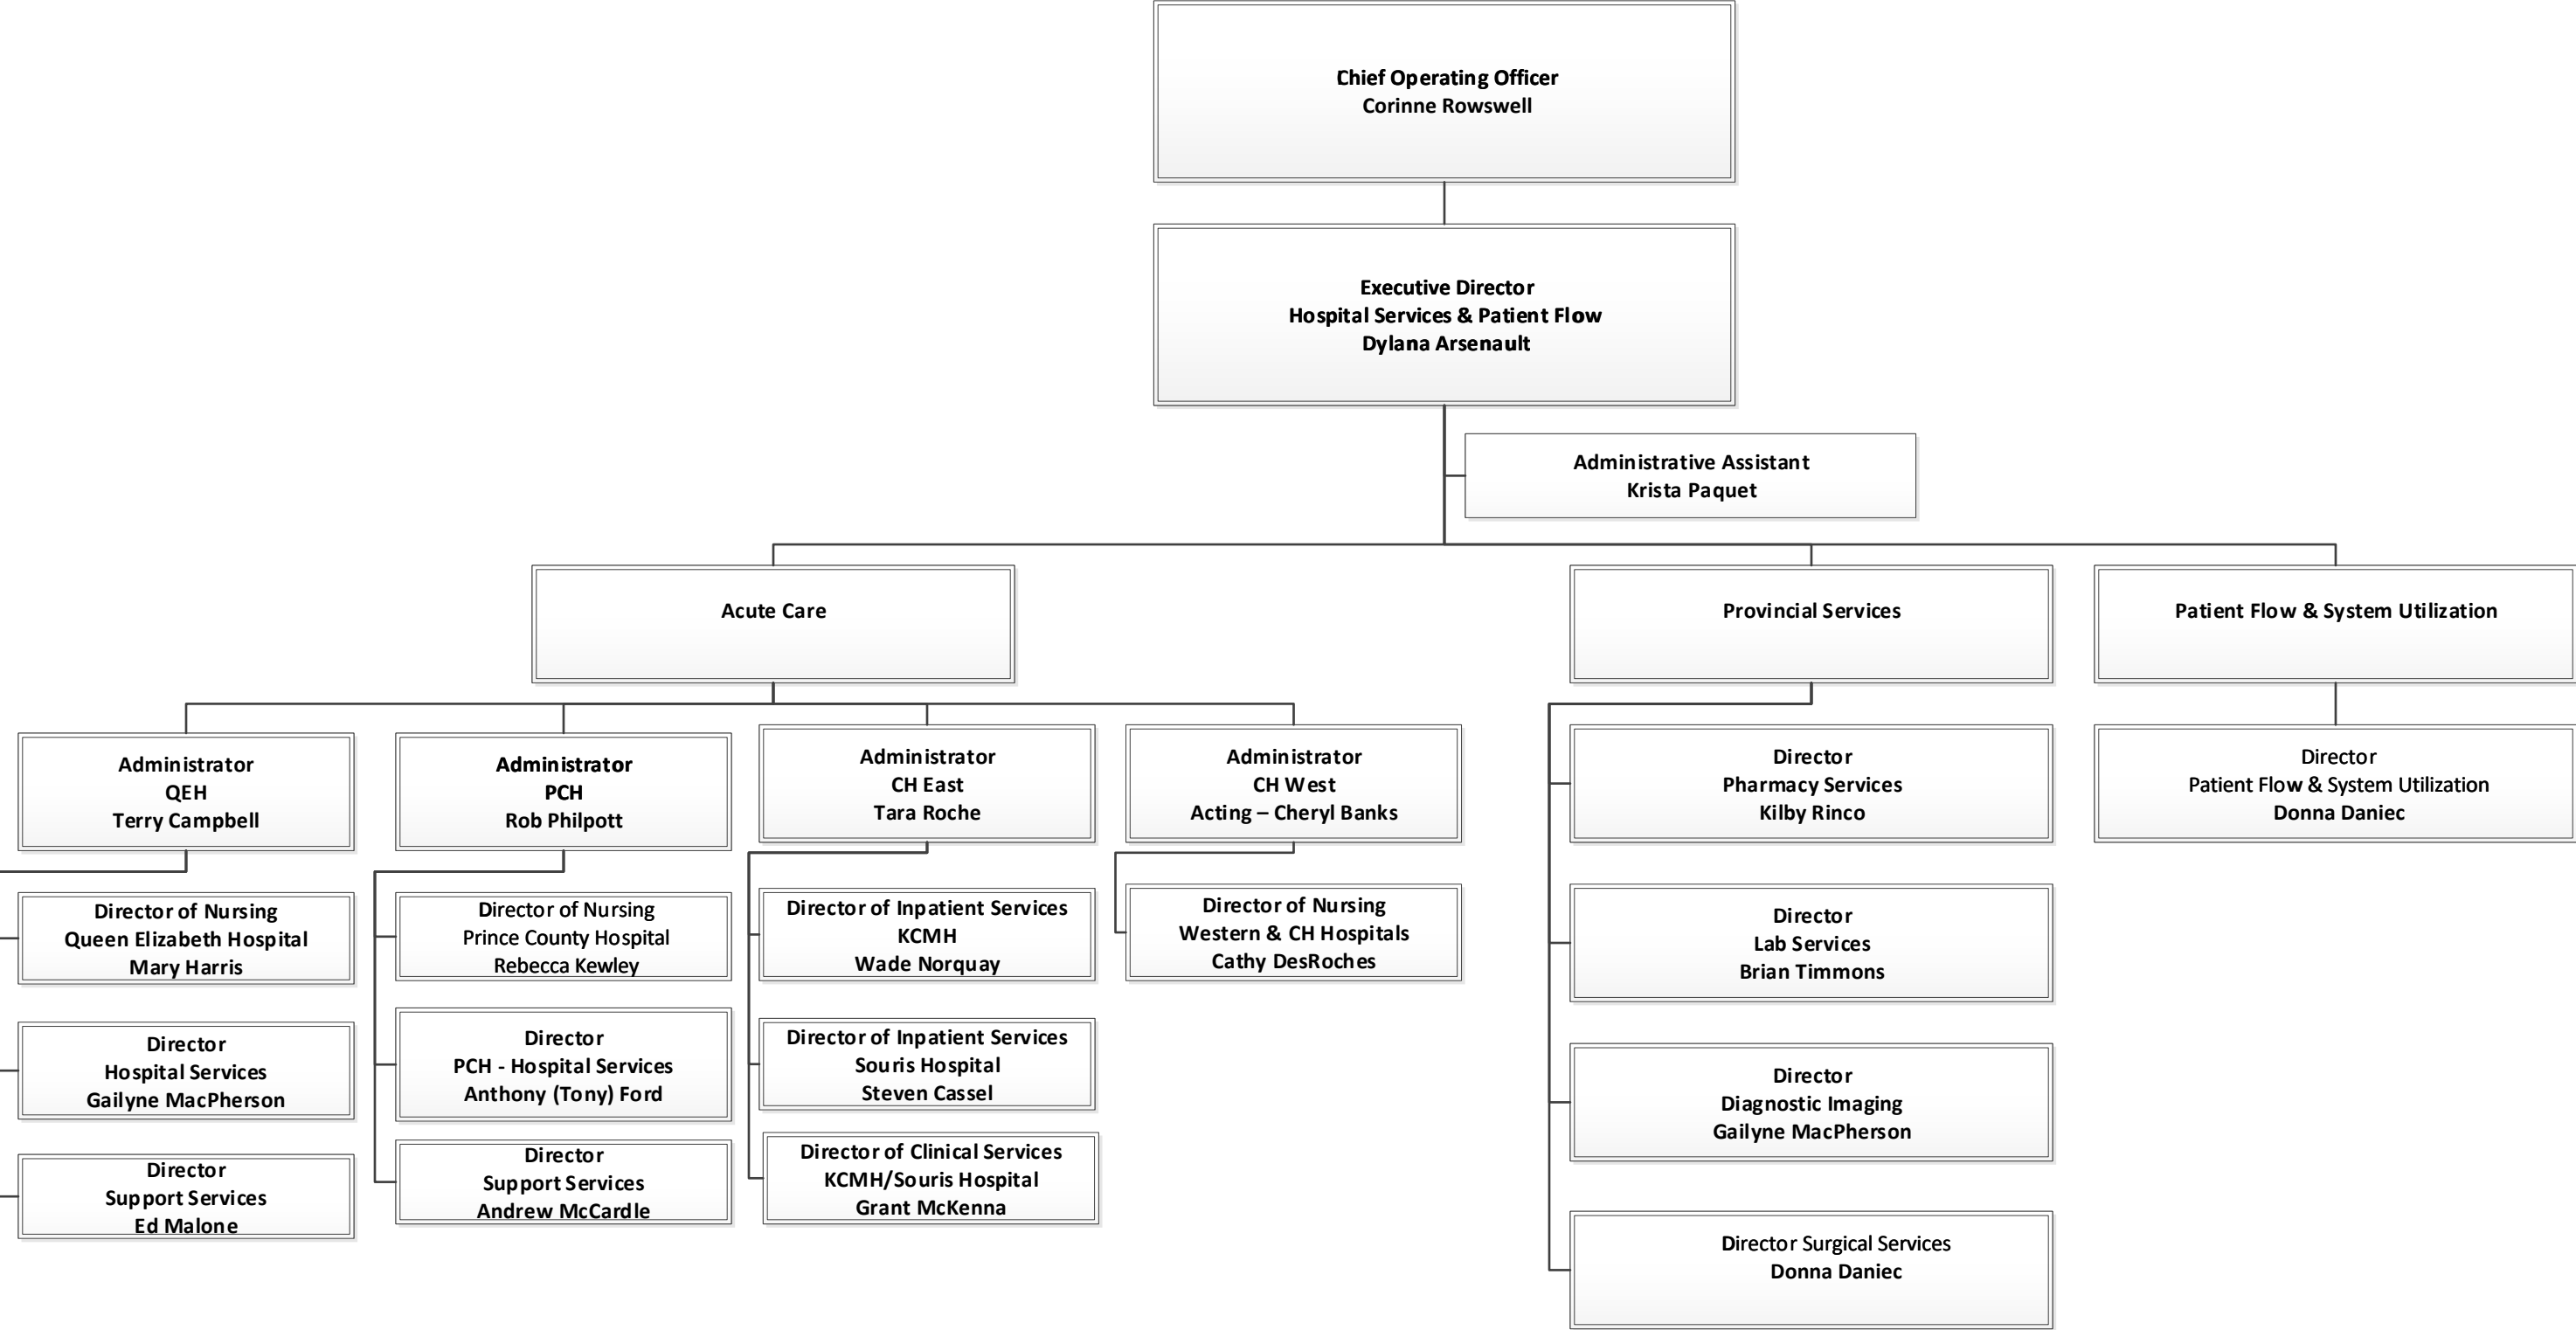 Chief Operating Officer
Corinne Rowswell
Executive Director
Hospital Services & Patient Flow
Dylana Arsenault
Administrative Assistant
Krista Paquet
Acute Care
Provincial Services
Patient Flow & System Utilization
Administrator
QEH
Terry Campbell
Administrator
PCH
Rob Philpott
Administrator
CH East
Tara Roche
Administrator
CH West
Acting – Cheryl Banks
Director
Pharmacy Services
Kilby Rinco
Director
Patient Flow & System Utilization
Donna Daniec
Director of Nursing
Queen Elizabeth Hospital
Mary Harris
Director of Nursing
Prince County Hospital
Rebecca Kewley
Director of Inpatient Services
KCMH
Wade Norquay
Director of Nursing
Western & CH Hospitals
Cathy DesRoches
Director
Lab Services
Brian Timmons
Director
Hospital Services
Gailyne MacPherson
Director
PCH - Hospital Services
Anthony (Tony) Ford
Director of Inpatient Services
Souris Hospital
Steven Cassel
Director
Diagnostic Imaging
Gailyne MacPherson
Director
Support Services
Ed Malone
Director
Support Services
Andrew McCardle
Director of Clinical Services
KCMH/Souris Hospital
Grant McKenna
Director Surgical Services
Donna Daniec